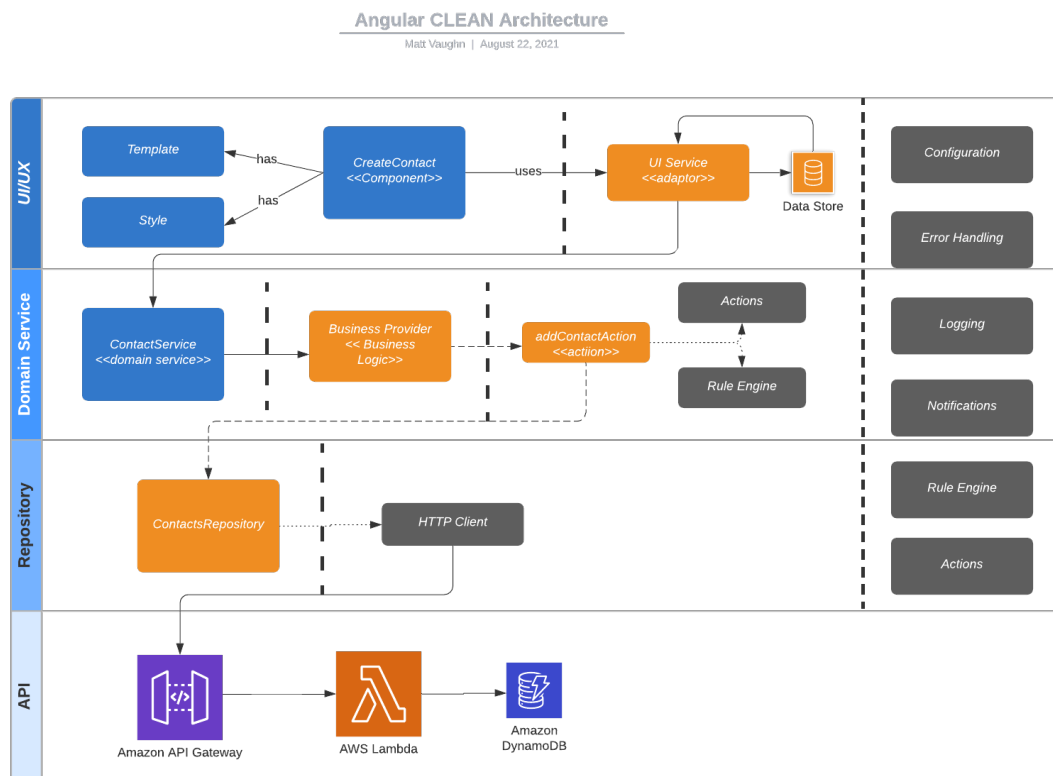 Angular CLEAN Architecture
Matt Vaughn | August 22, 2021
UI/UX
Template
Style
has
has
CreateContact
<<Component>>
uses
UI Service
<<adaptor>>
Data Store
Configuration
Error Handling
Domain Service
ContactService
<<domain service>>
Business Provider
<< Business
Logic>>
addContactAction
<<actiion>>
Actions
Rule Engine
Logging
Notifications
Repository
ContactsRepository
HTTP Client
Rule Engine
Actions
API
Amazon API Gateway
AWS Lambda
Amazon
DynamoDB